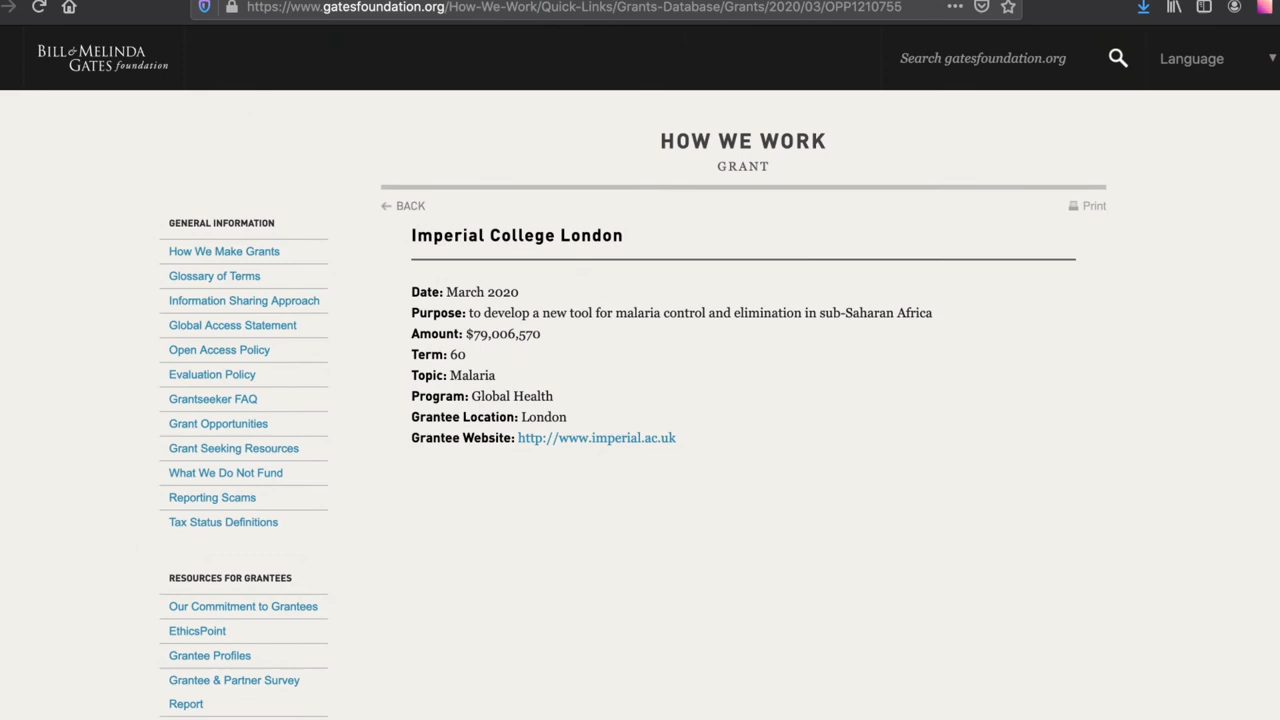 https://www.gatesfoundation.org/How-We-Work/Quick-Links/Grants-Database/Grants/2020/03/OPP1210755
BILL & MELINDA
GATES foundation
Search gatesfoundation.org
Language
HOW WE WORK
GRANT
← BACK
Print
Imperial College London
Date: March 2020
Purpose: to develop a new tool for malaria control and elimination in sub-Saharan Africa
Amount: $79,006,570
Term: 60
Topic: Malaria
Program: Global Health
Grantee Location: London
Grantee Website: http://www.imperial.ac.uk
GENERAL INFORMATION
How We Make Grants
Glossary of Terms
Information Sharing Approach
Global Access Statement
Open Access Policy
Evaluation Policy
Grantseeker FAQ
Grant Opportunities
Grant Seeking Resources
What We Do Not Fund
Reporting Scams
Tax Status Definitions
RESOURCES FOR GRANTEES
Our Commitment to Grantees
EthicsPoint
Grantee Profiles
Grantee & Partner Survey
Report